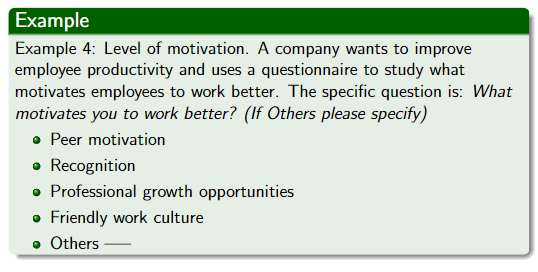 Example
Example 4: Level of motivation. A company wants to improve
employee productivity and uses a questionnaire to study what
motivates employees to work better. The specific question is: What
motivates you to work better? (If Others please specify)
Peer motivation
Recognition
Professional growth opportunities
Friendly work culture
Others ——